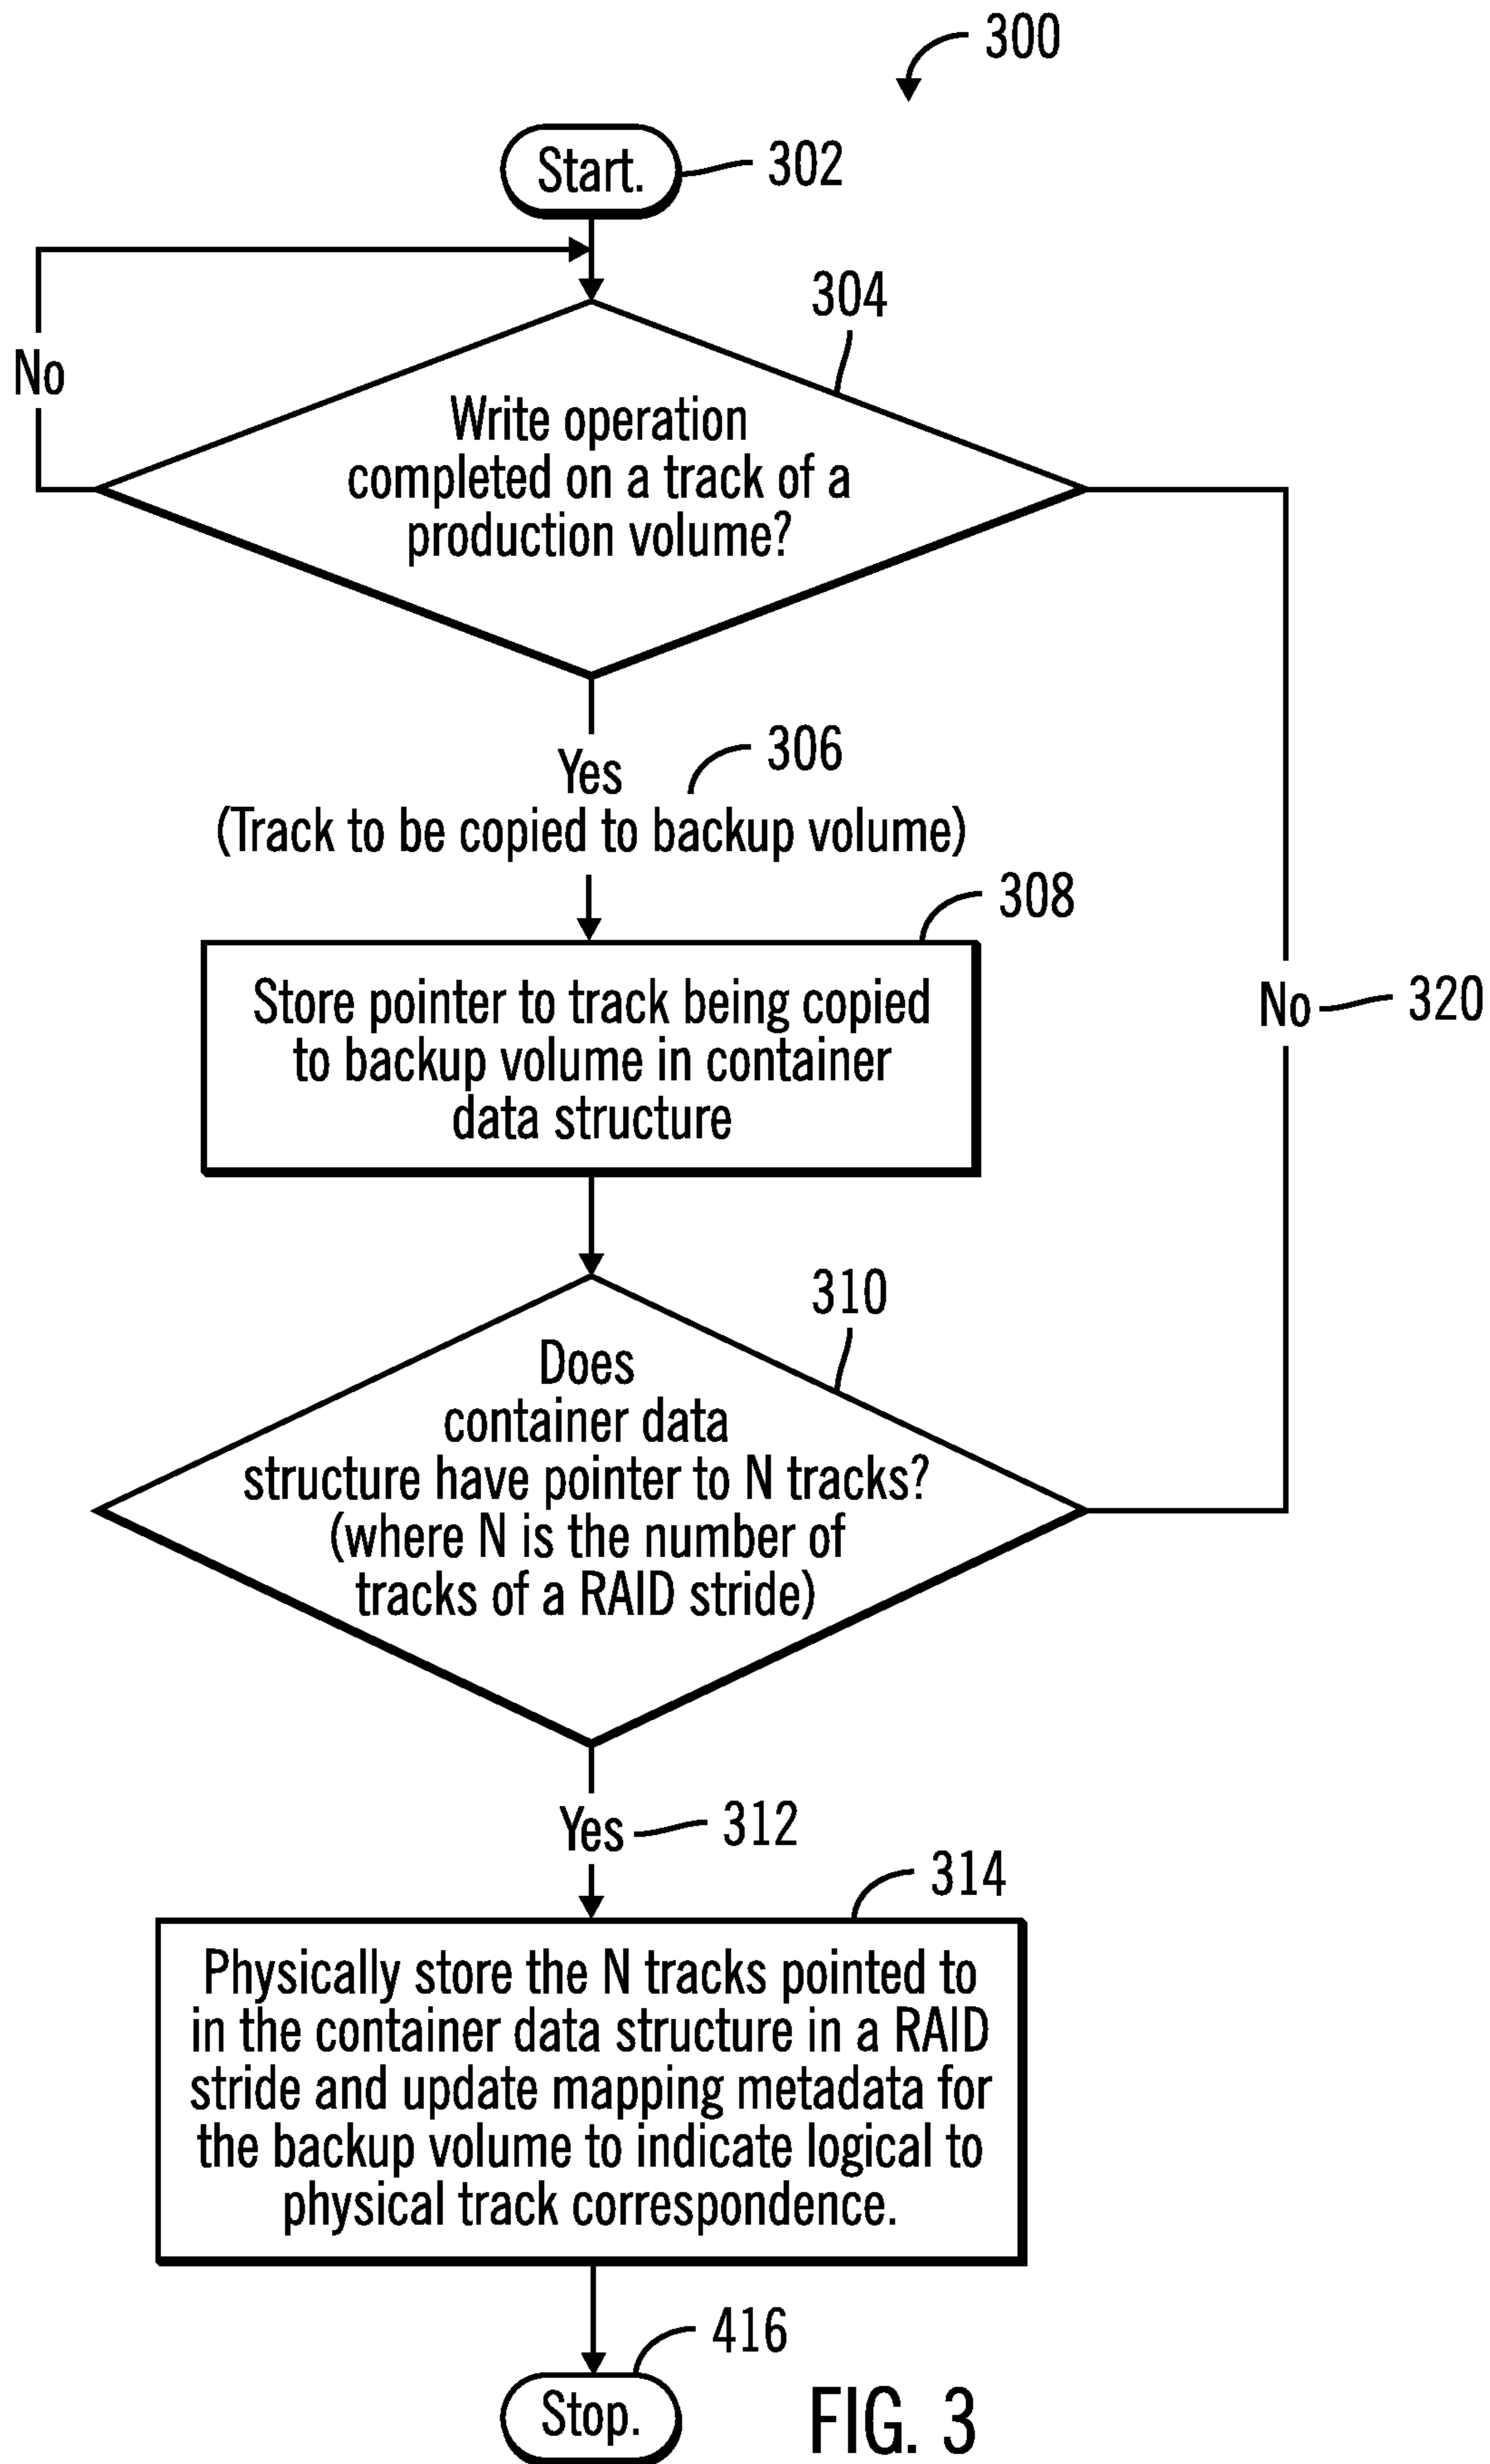 300
Start.
302
304
No
Write operation
completed on a track of a
production volume?
Yes
306
(Track to be copied to backup volume)
308
Store pointer to track being copied
to backup volume in container
data structure
No
320
310
Does
container data
structure have pointer to N tracks?
(where N is the number of
tracks of a RAID stride)
Yes
312
314
Physically store the N tracks pointed to
in the container data structure in a RAID
stride and update mapping metadata for
the backup volume to indicate logical to
physical track correspondence.
416
Stop.
FIG. 3